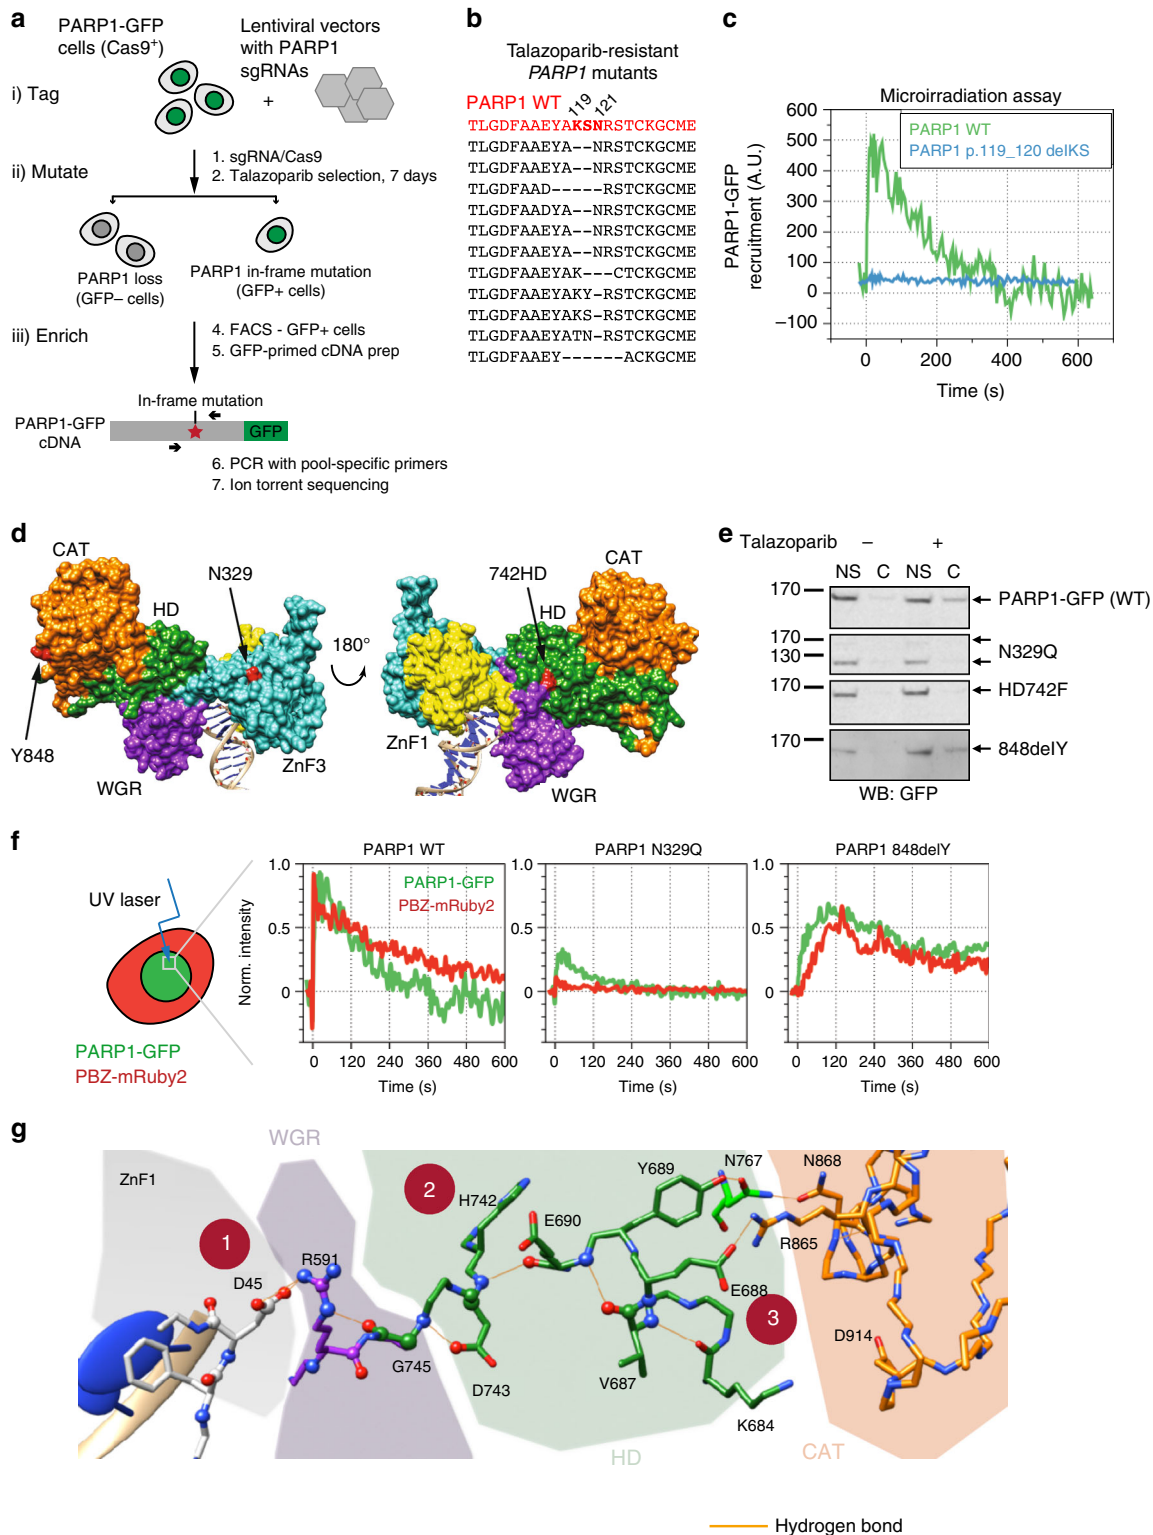 a
PARP1-GFP
cells (Cas9+)
Lentiviral vectors
with PARP1
sgRNAs
i) Tag
+
1. sgRNA/Cas9
2. Talazoparib selection, 7 days
ii) Mutate
PARP1 loss
(GFP– cells)
PARP1 in-frame mutation
(GFP+ cells)
iii) Enrich
4. FACS - GFP+ cells
5. GFP-primed cDNA prep
In-frame mutation
PARP1-GFP
cDNA
GFP
6. PCR with pool-specific primers
7. Ion torrent sequencing
b
Talazoparib-resistant
PARP1 mutants
PARP1 WT
119
121
TLGDFAAEYAKSNRSTCKGCME
TLGDFAAEYA--NRSTCKGCME
TLGDFAAEYA--NRSTCKGCME
TLGDFAAD-----RSTCKGCME
TLGDFAADYA--NRSTCKGCME
TLGDFAAEYA--NRSTCKGCME
TLGDFAAEYA--NRSTCKGCME
TLGDFAAEYAK---CTCKGCME
TLGDFAAEYAKY-RSTCKGCME
TLGDFAAEYAKS-RSTCKGCME
TLGDFAAEYATN-RSTCKGCME
TLGDFAAEY------ACKGCME
c
Microirradiation assay
PARP1 WT
PARP1 p.119_120 delKS
PARP1-GFP
recruitment (A.U.)
600
500
400
300
200
100
0
–100
0
200
400
600
Time (s)
d
CAT
HD
N329
Y848
WGR
ZnF3
180°
742HD
HD
CAT
ZnF1
WGR
e
Talazoparib
–
+
NS
C
NS
C
170
PARP1-GFP (WT)
170
130
N329Q
170
HD742F
170
848delY
WB: GFP
f
UV laser
PARP1-GFP
PBZ-mRuby2
Norm. intensity
PARP1 WT
PARP1-GFP
PBZ-mRuby2
1.0
0.5
0
0
120
240
360
480
600
Time (s)
PARP1 N329Q
1.0
0.5
0
0
120
240
360
480
600
Time (s)
PARP1 848delY
1.0
0.5
0
0
120
240
360
480
600
Time (s)
g
WGR
ZnF1
1
D45
R591
G745
2
H742
D743
E690
Y689
N767
N868
R865
E688
3
V687
K684
D914
HD
CAT
Hydrogen bond